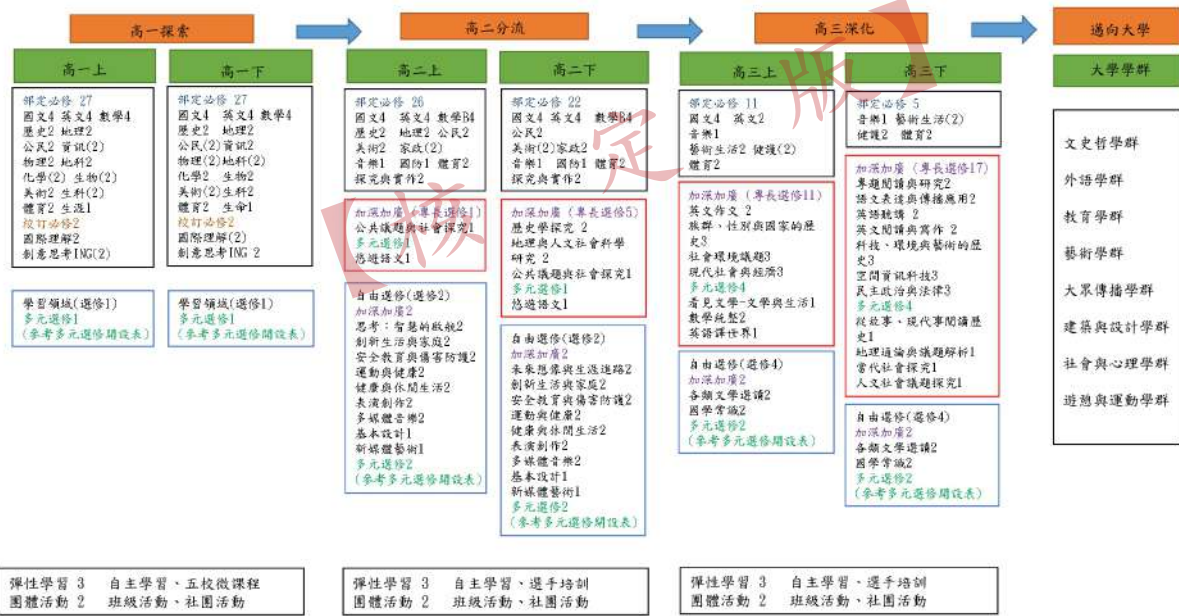 高一探索
高二分流
高三深化
邁向大學
高一上
高一下
高二上
高二下
高三上
高三下
大學學群
部定必修 27
國文4 英文4 數學4
歷史2 地理2
公民2 資訊(2)
物理2 地科2
化學(2) 生物(2)
美術2 生科(2)
體育2 生涯1
校訂必修2
國際理解2
創意思考ING(2)
學習領域(選修1)
多元選修1
(參考多元選修開設表)
部定必修 27
國文4 英文4 數學4
歷史2 地理2
公民(2) 資訊2
物理(2)地科(2)
化學2 生物2
美術(2)生科2
體育2 生命1
校訂必修2
國際理解(2)
創意思考ING 2
學習領域(選修1)
多元選修1
(參考多元選修開設表)
部定必修 26
國文4 英文4 數學B4
歷史2 地理2 公民2
美術2 家政(2)
音樂1 國防1 體育2
探究與實作2
加深加廣 (專長選修1)
公共議題與社會探究1
多元選修1
悠遊語文1
自由選修(選修2)
加深加廣2
思考：智慧的啟航2
創新生活與家庭2
安全教育與傷害防護2
運動與健康2
健康與休閒生活2
表演創作2
多媒體音樂2
基本設計1
新媒體藝術1
多元選修2
(參考多元選修開設表)
部定必修 22
國文4 英文4 數學B4
公民2
美術(2)家政2
音樂1 國防1 體育2
探究與實作2
加深加廣 (專長選修5)
歷史學探究 2
地理與人文社會科學
研究 2
公共議題與社會探究1
多元選修1
悠遊語文1
自由選修(選修2)
加深加廣2
未來想像與生涯進路2
創新生活與家庭2
安全教育與傷害防護2
運動與健康2
健康與休閒生活2
表演創作2
多媒體音樂2
基本設計1
新媒體藝術1
多元選修2
(參考多元選修開設表)
部定必修 11
國文4 英文2
音樂1
藝術生活2 健護(2)
體育2
加深加廣 (專長選修11)
英文作文 2
族群、性別與國家的歷
史3
社會環境議題3
現代社會與經濟3
多元選修4
看見文學-文學與生活1
數學統整2
英語譯世界1
自由選修(選修4)
加深加廣2
各類文學選讀2
國學常識2
多元選修2
(參考多元選修開設表)
部定必修 5
音樂1 藝術生活(2)
健護2 體育2
加深加廣 (專長選修17)
專題閱讀與研究2
語文表達與傳播應用2
英語聽講 2
英文閱讀與寫作 2
科技、環境與藝術的歷
史3
空間資訊科技3
民主政治與法律3
多元選修4
從故事、現代事閱讀歷
史1
地理通論與議題解析1
當代社會探究1
人文社會議題探究1
自由選修(選修4)
加深加廣2
各類文學選讀2
國學常識2
多元選修2
(參考多元選修開設表)
文史哲學群
外語學群
教育學群
藝術學群
大眾傳播學群
建築與設計學群
社會與心理學群
遊憩與運動學群
彈性學習 3 自主學習、五校微課程
團體活動 2 班級活動、社團活動
彈性學習 3 自主學習、選手培訓
團體活動 2 班級活動、社團活動
彈性學習 3 自主學習、選手培訓
團體活動 2 班級活動、社團活動
【核定版】